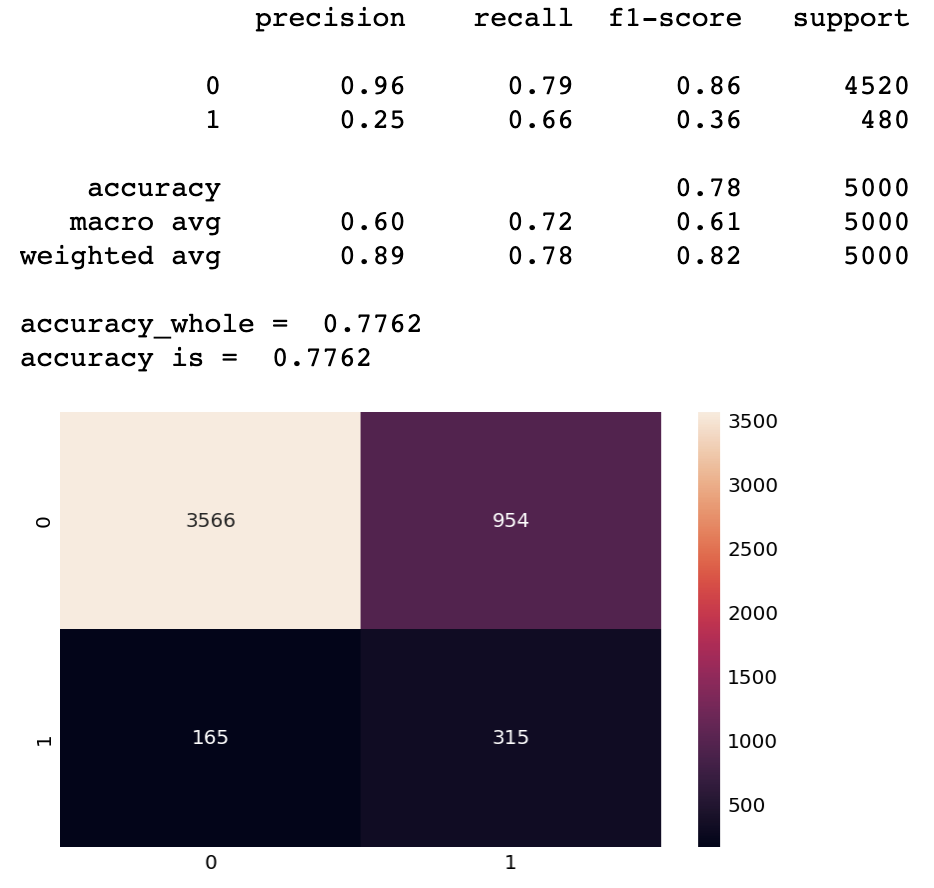 precision recall f1-score support
0 0.96 0.79 0.86 4520
1 0.25 0.66 0.36 480
accuracy 0.78 5000
macro avg 0.60 0.72 0.61 5000
weighted avg 0.89 0.78 0.82 5000
accuracy_whole = 0.7762
accuracy is = 0.7762
0
3566 954
1
165 315
0 1
3500
3000
2500
2000
1500
1000
500